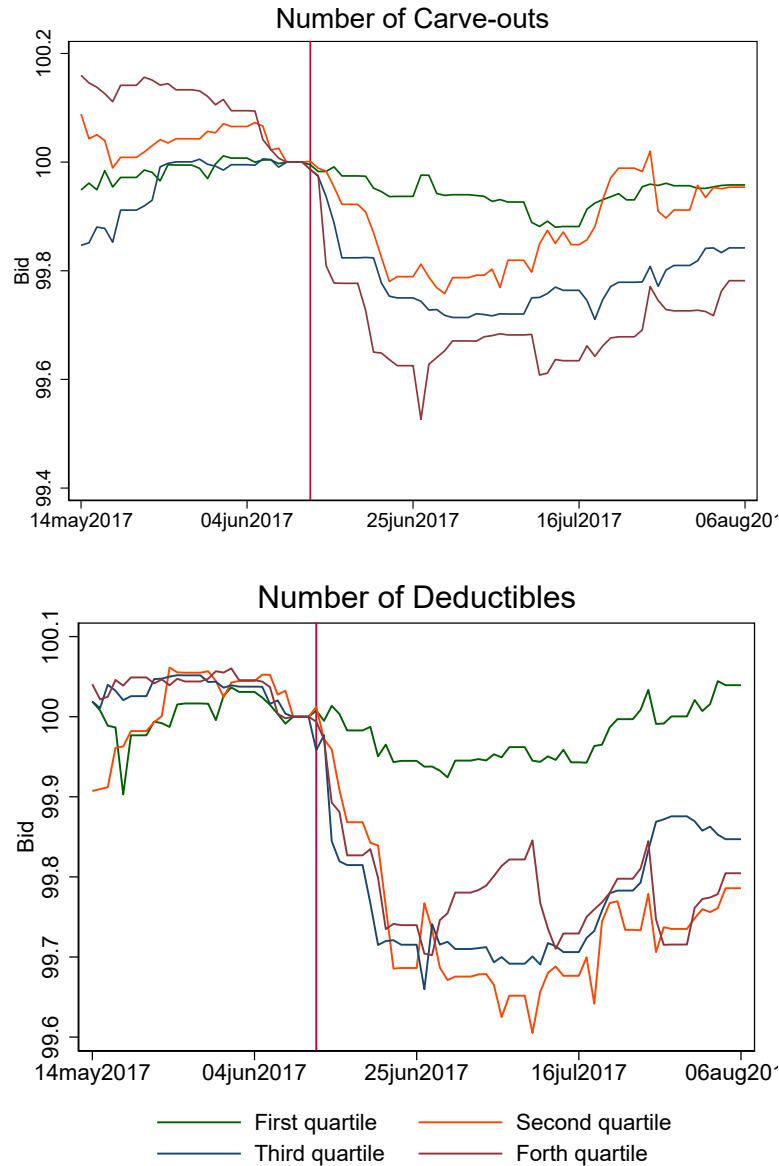 Number of Carve-outs
Bid
100.2
100
99.8
99.6
99.4
14may2017 04jun2017 25jun2017 16jul2017 06aug201
Number of Deductibles
Bid
100.1
100
99.9
99.8
99.7
99.6
14may2017 04jun2017 25jun2017 16jul2017 06aug201
First quartile Second quartile
Third quartile Forth quartile